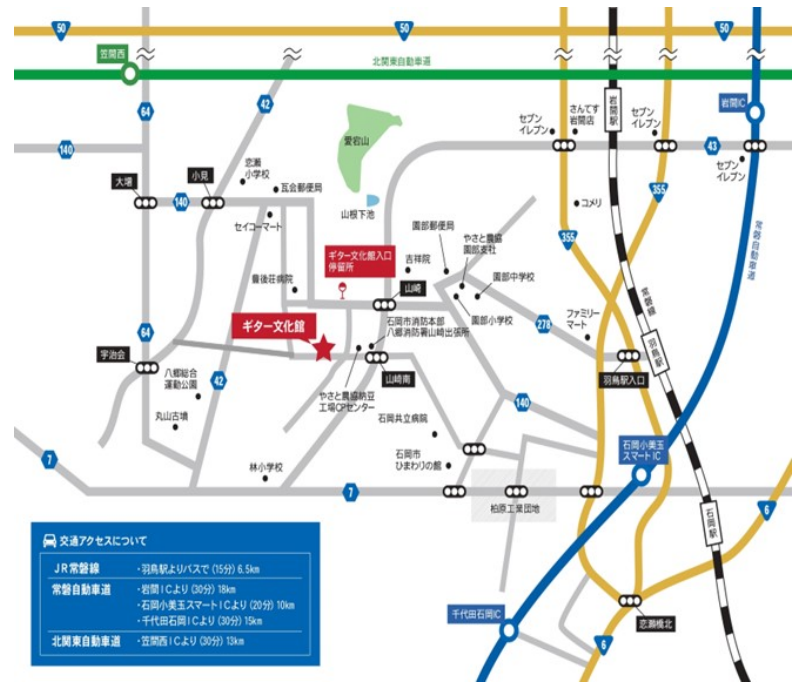 50
50
50
笠間西
北関東自動車道
岩間IC
64
42
岩間駅
セブン
イレブン
さんてす
岩間店
セブン
イレブン
43
セブン
イレブン
140
大増
小見
恋瀬
小学校
瓦会郵便局
愛宕山
140
セイコーマート
山根下池
コメリ
355
355
常磐自動車道
園部郵便局
やさと農協
園部支社
ギター文化館入口
停留所
吉祥院
園部中学校
豊後荘病院
山崎
園部小学校
278
ファミリー
マート
常磐線
64
ギター文化館
石岡市消防本部
八郷消防署山崎出張所
羽鳥駅
宇治会
八郷総合
運動公園
42
山崎南
羽鳥駅入口
やさと農協納豆
工場CPセンター
丸山古墳
140
石岡共立病院
石岡小美玉
スマートIC
7
林小学校
石岡市
ひまわりの館
7
柏原工業団地
6
石岡駅
交通アクセスについて
JR常磐線
・羽鳥駅よりバスで (15分) 6.5km
常磐自動車道
・岩間ICより (30分) 18km
・石岡小美玉スマートICより (20分) 10km
・千代田石岡ICより (30分) 15km
北関東自動車道
・笠間西ICより (30分) 13km
千代田石岡IC
恋瀬橋北
6